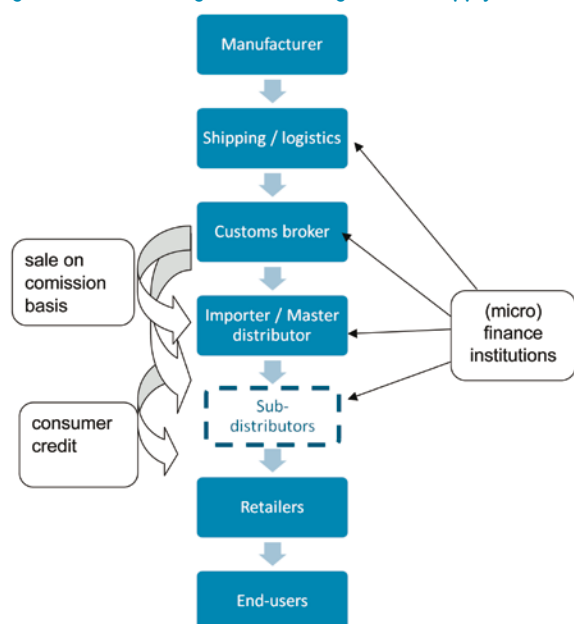 Manufacturer
Shipping / logistics
Customs broker
sale on
comission
basis
Importer / Master
distributor
(micro)
finance
institutions
Sub-
distributors
consumer
credit
Retailers
End-users